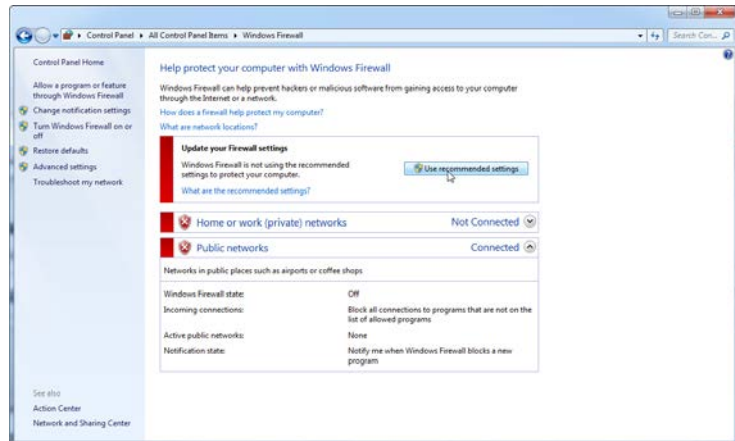 Control Panel ▸ All Control Panel Items ▸ Windows Firewall
Search Con...
Control Panel Home
Allow a program or feature
through Windows Firewall
Change notification settings
Turn Windows Firewall on or
off
Restore defaults
Advanced settings
Troubleshoot my network
See also
Action Center
Network and Sharing Center
Help protect your computer with Windows Firewall
Windows Firewall can help prevent hackers or malicious software from gaining access to your computer
through the Internet or a network.
How does a firewall help protect my computer?
What are network locations?
Update your Firewall settings
Windows Firewall is not using the recommended
settings to protect your computer.
Use recommended settings
What are the recommended settings?
Home or work (private) networks Not Connected
Public networks Connected
Networks in public places such as airports or coffee shops
Windows Firewall state: Off
Incoming connections: Block all connections to programs that are not on the
list of allowed programs
Active public networks: None
Notification state: Notify me when Windows Firewall blocks a new
program